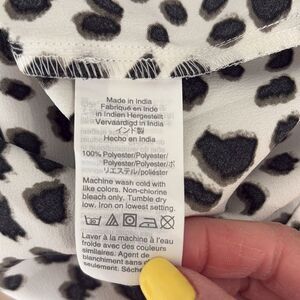 Made in India
Fabriqué en Inde
in Indien Hergestellt
Vervaardigd in India
インド製
Hecho en India
100% Polyester/Polyester/
Polyester/Polyester/ポ
リエステル/poliéster
Machine wash cold with
like colors. Non-chlorine
bleach only. Tumble dry
low. Iron on lowest setting.
Laver à la machine à l'eau
froide avec des couleurs
similaires. Agent de
blanchiment sans
seulement. Séch